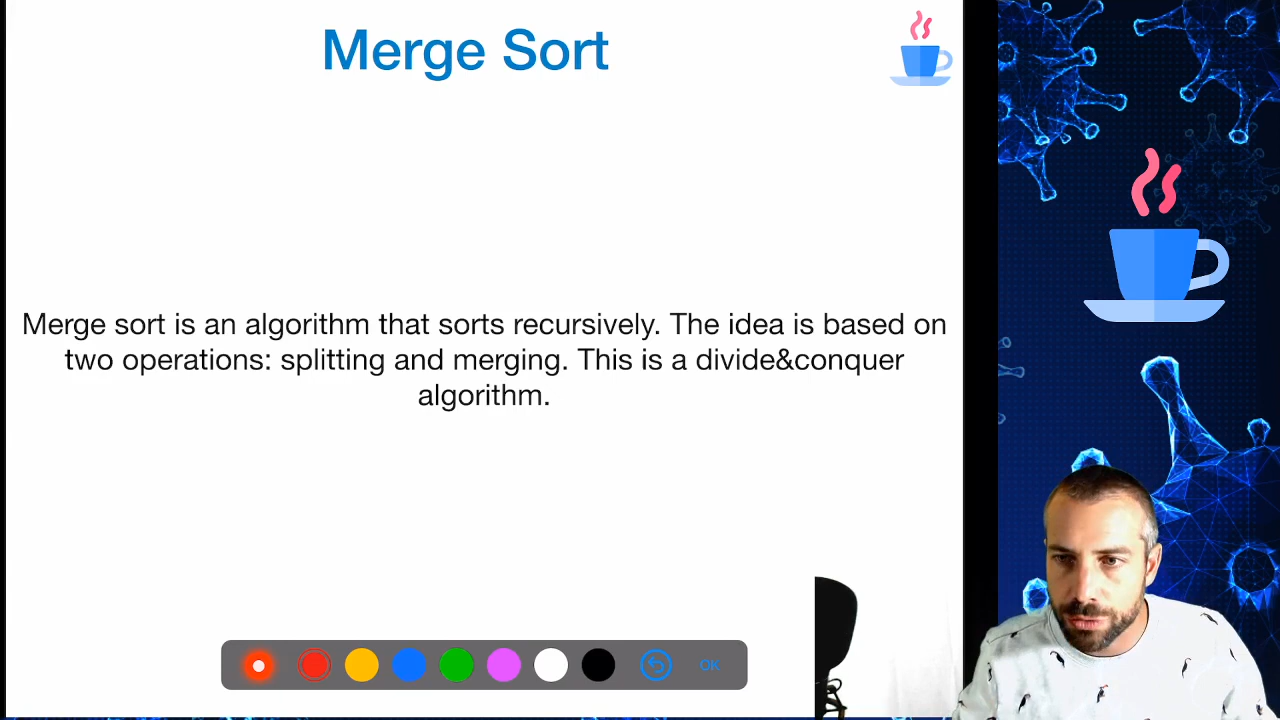 Merge Sort
Merge sort is an algorithm that sorts recursively. The idea is based on
two operations: splitting and merging. This is a divide&conquer
algorithm.
OK